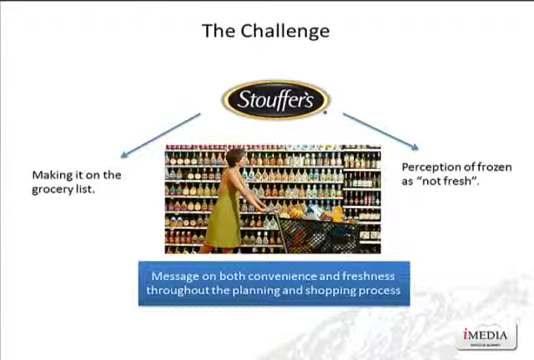 The Challenge
Stouffer's
Making it on the
grocery list.
Perception of frozen
as "not fresh".
Message on both convenience and freshness
throughout the planning and shopping process
iMEDIA